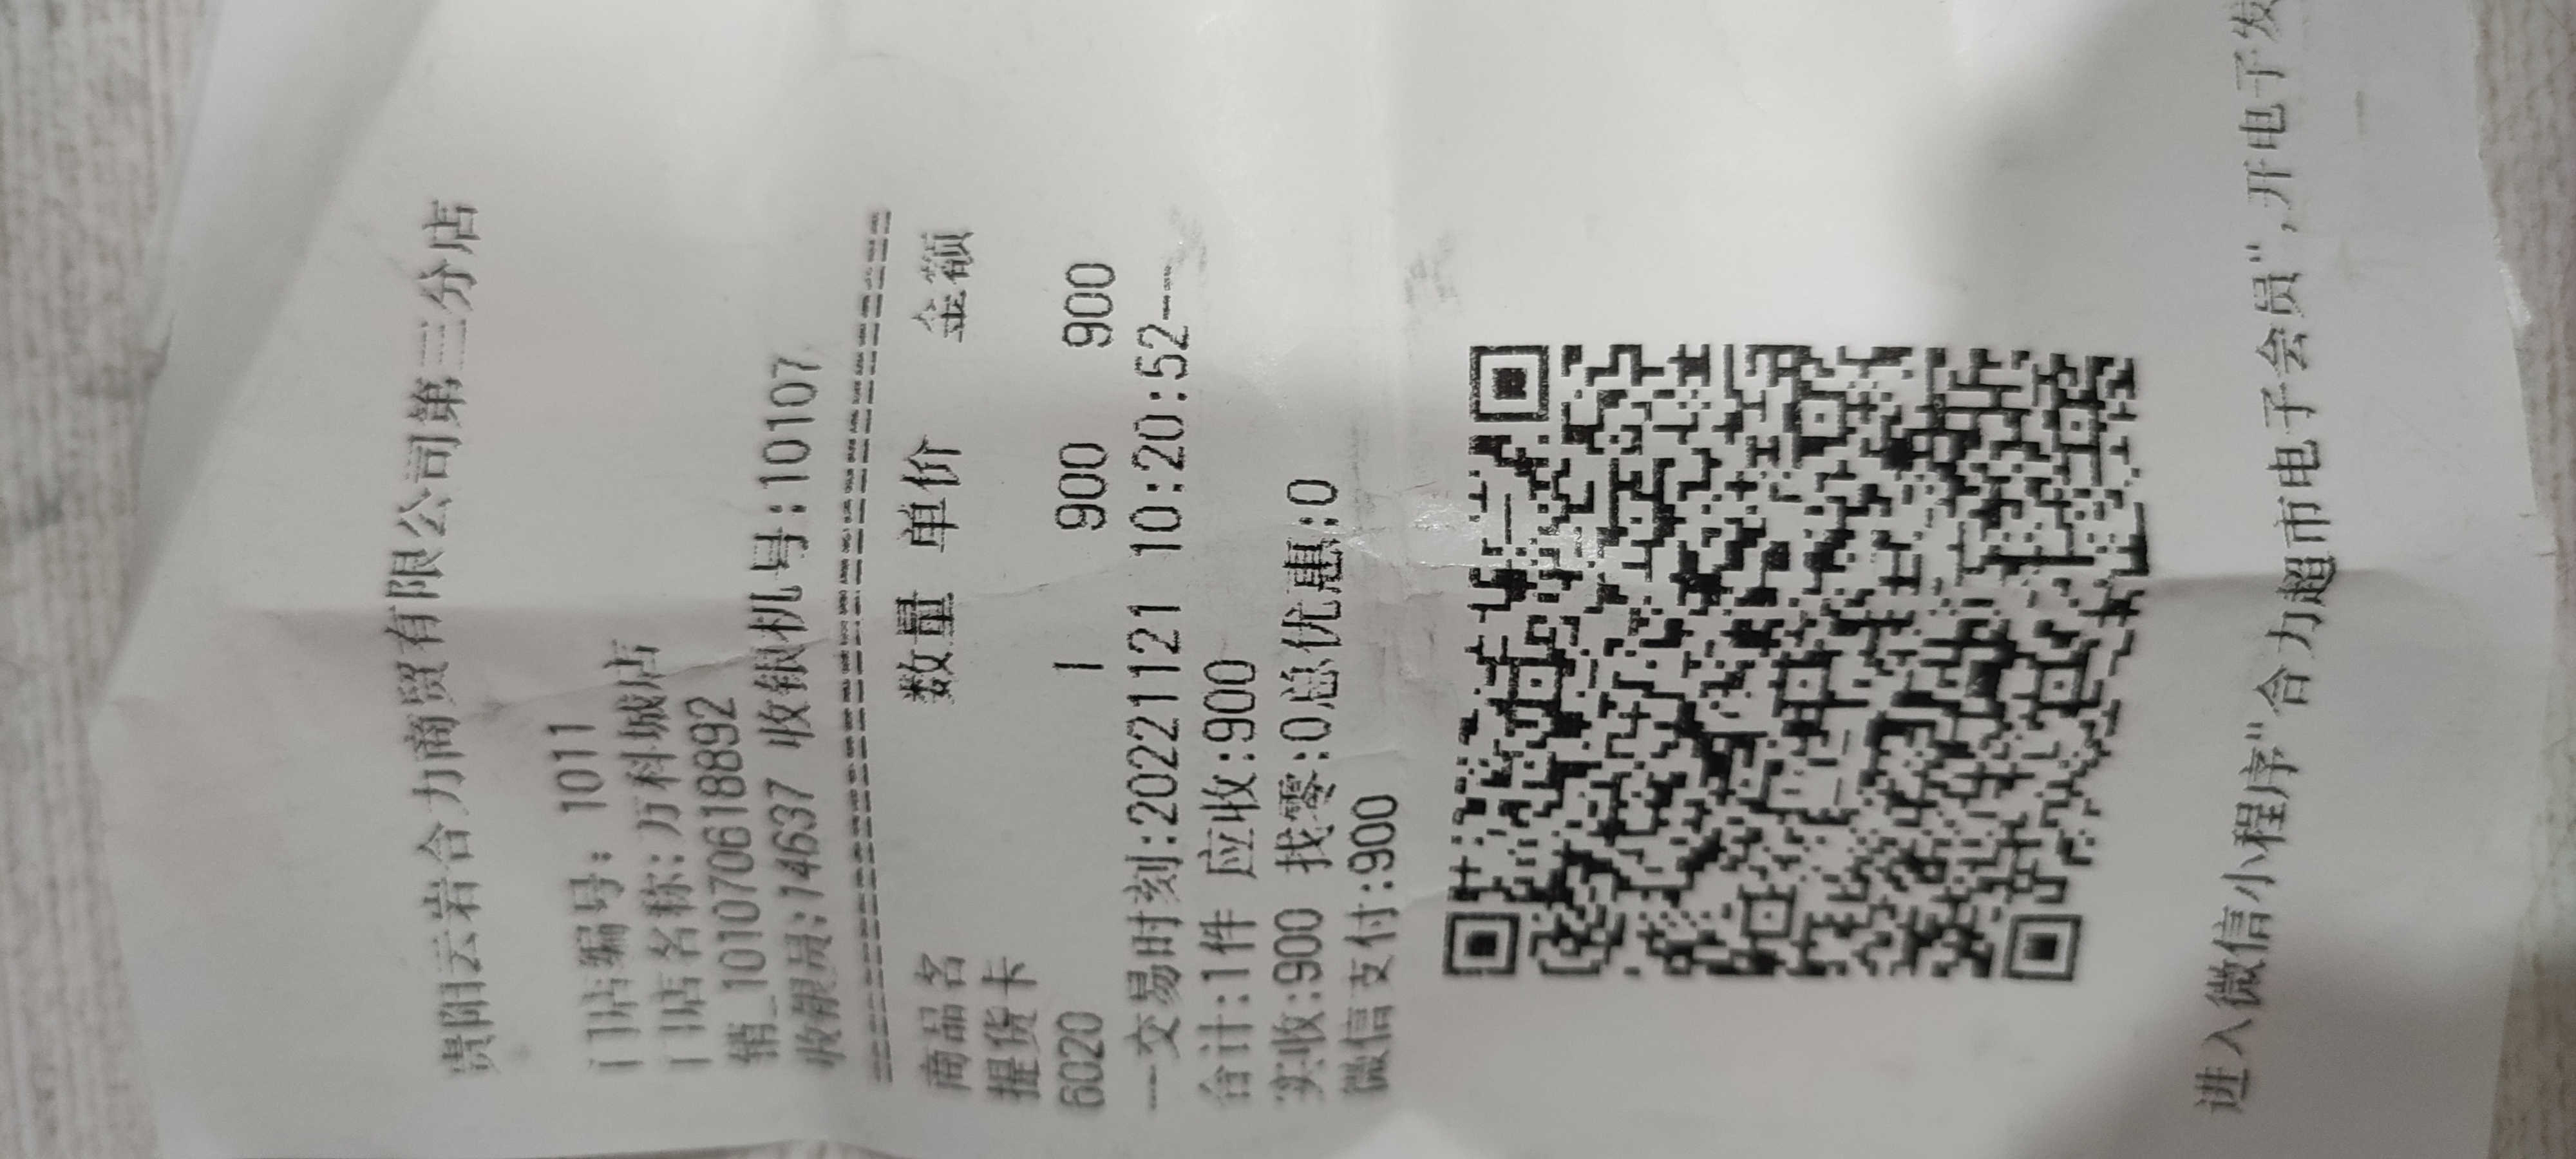 贵阳云岩合力商贸有限公司第三分店
门店编号: 1011
门店名称:万科城店
销_101070618892
收银员:14637 收银机号:10107
商品名 数量 单价 金额
提货卡
6020 1 900 900
—交易时刻:20221121 10:20:52--
合计:1件 应收:900
实收:900 找零:0总优惠:0
微信支付:900
进入微信小程序"合力超市电子会员",开电子发